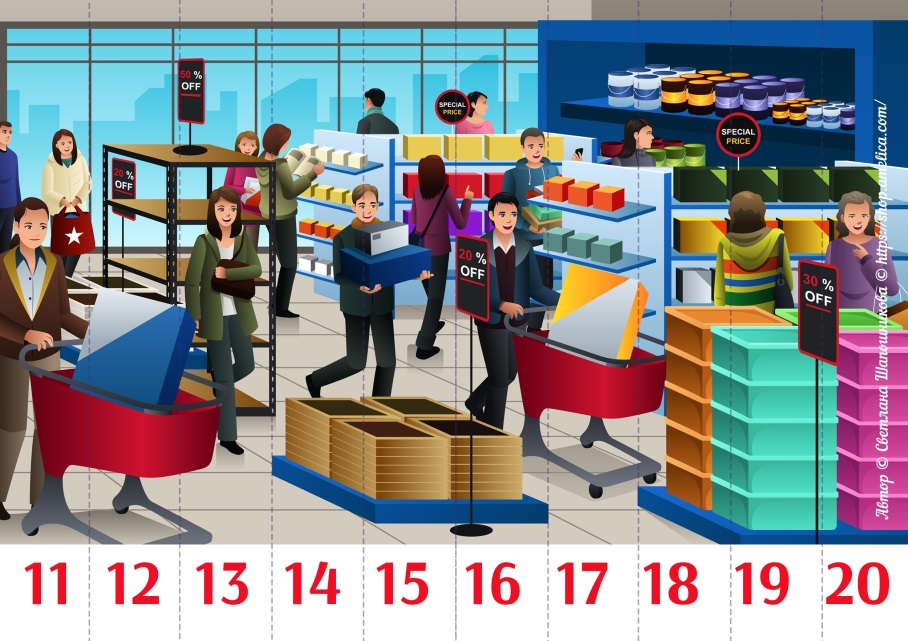 50 %
OFF
SPECIAL
PRICE
SPECIAL
PRICE
20 %
OFF
20 %
OFF
30 %
OFF
Автор © Светлана Шапошникова © https://shop.amelica.com/
11 12 13 14 15 16 17 18 19 20